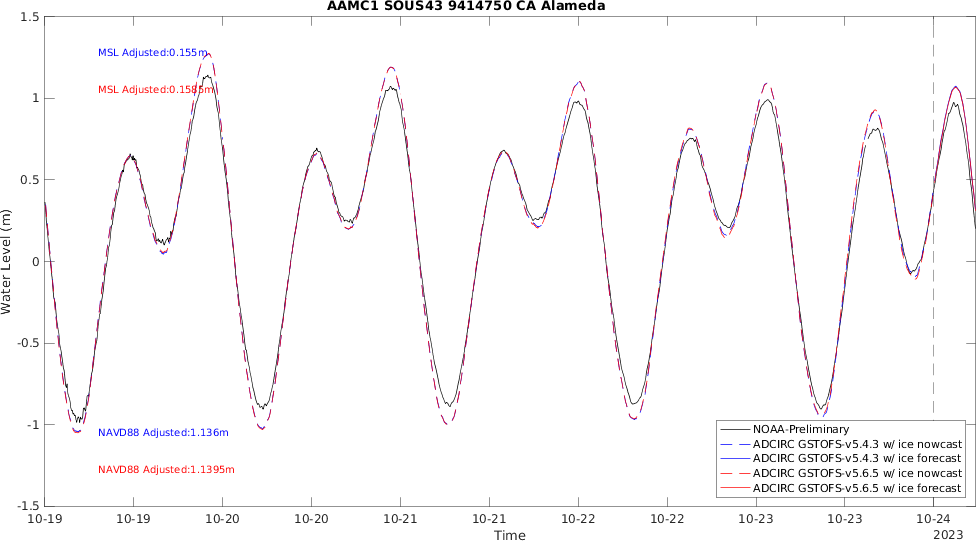 AAMC1 SOUS43 9414750 CA Alameda
1.5
MSL Adjusted:0.155m
MSL Adjusted:0.1585m
1
0.5
0
-0.5
-1
-1.5
Water Level (m)
NAVD88 Adjusted:1.136m
NAVD88 Adjusted:1.1395m
NOAA-Preliminary
ADCIRC GSTOFS-v5.4.3 w/ ice nowcast
ADCIRC GSTOFS-v5.4.3 w/ ice forecast
ADCIRC GSTOFS-v5.6.5 w/ ice nowcast
ADCIRC GSTOFS-v5.6.5 w/ ice forecast
10-19 10-19 10-20 10-20 10-21 10-21 10-22 10-22 10-23 10-23 10-24
Time
2023